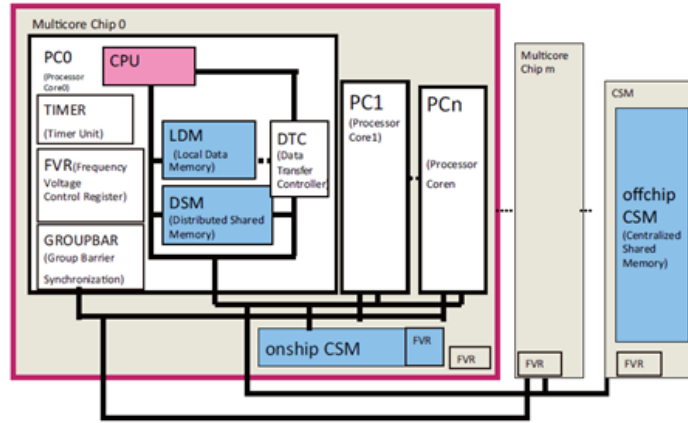 Multicore Chip 0
PC0
(Processor
Core0)
CPU
TIMER
(Timer Unit)
FVR(Frequency
Voltage
Control Register)
GROUPBAR
(Group Barrier
Synchronization)
LDM
(Local Data
Memory)
DSM
(Distributed Shared
Memory)
DTC
(Data
Transfer
Controller)
PC1
(Processor
Core1)
PCn
(Processor
Coren)
onship CSM
FVR
FVR
Multicore
Chip m
FVR
CSM
offchip
CSM
(Centralized
Shared
Memory)
FVR